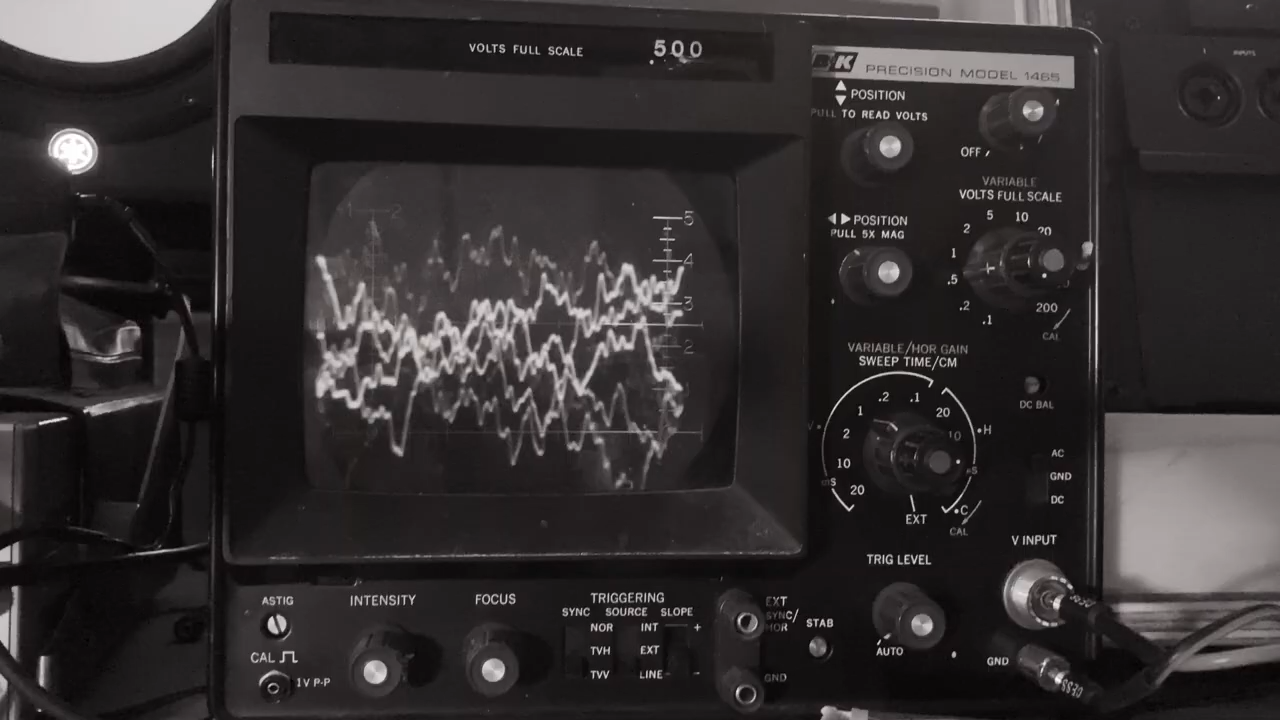 VOLTS FULL SCALE 500
B+K PRECISION MODEL 1465
POSITION
PULL TO READ VOLTS
OFF
VARIABLE
VOLTS FULL SCALE
5 10
2 20
1
.5
.2 200
.1
CAL
POSITION
PULL 5X MAG
INPUTS
1 2
5
4
3
2
VARIABLE/HOR GAIN
SWEEP TIME/CM
.2 .1
1 20
2 10
10
20
mS
EXT
V
H
C
CAL
DC BAL
AC
GND
DC
V INPUT
TRIG LEVEL
AUTO
GND
ASTIG
INTENSITY
FOCUS
CAL
1V P-P
TRIGGERING
SYNC SOURCE SLOPE
NOR INT +
TVH EXT
TVV LINE -
EXT
SYNC/
HOR
STAB
GND